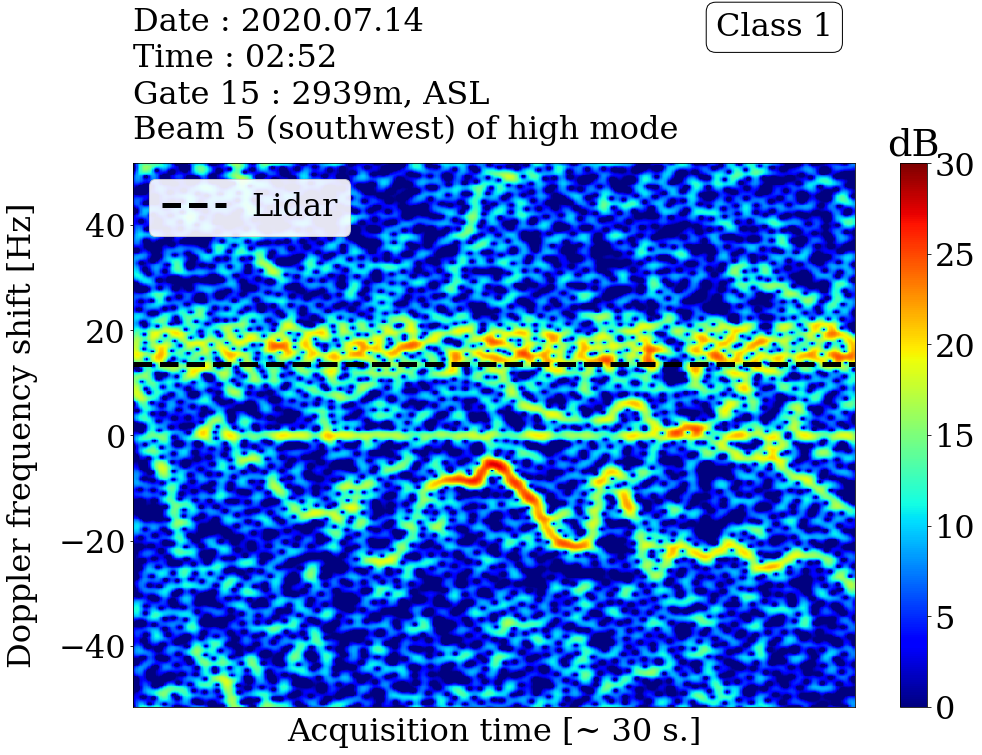 Date : 2020.07.14
Time : 02:52
Gate 15 : 2939m, ASL
Beam 5 (southwest) of high mode
Class 1
dB
Lidar
Doppler frequency shift [Hz]
40
20
0
−20
−40
Acquisition time [~ 30 s.]
30
25
20
15
10
5
0